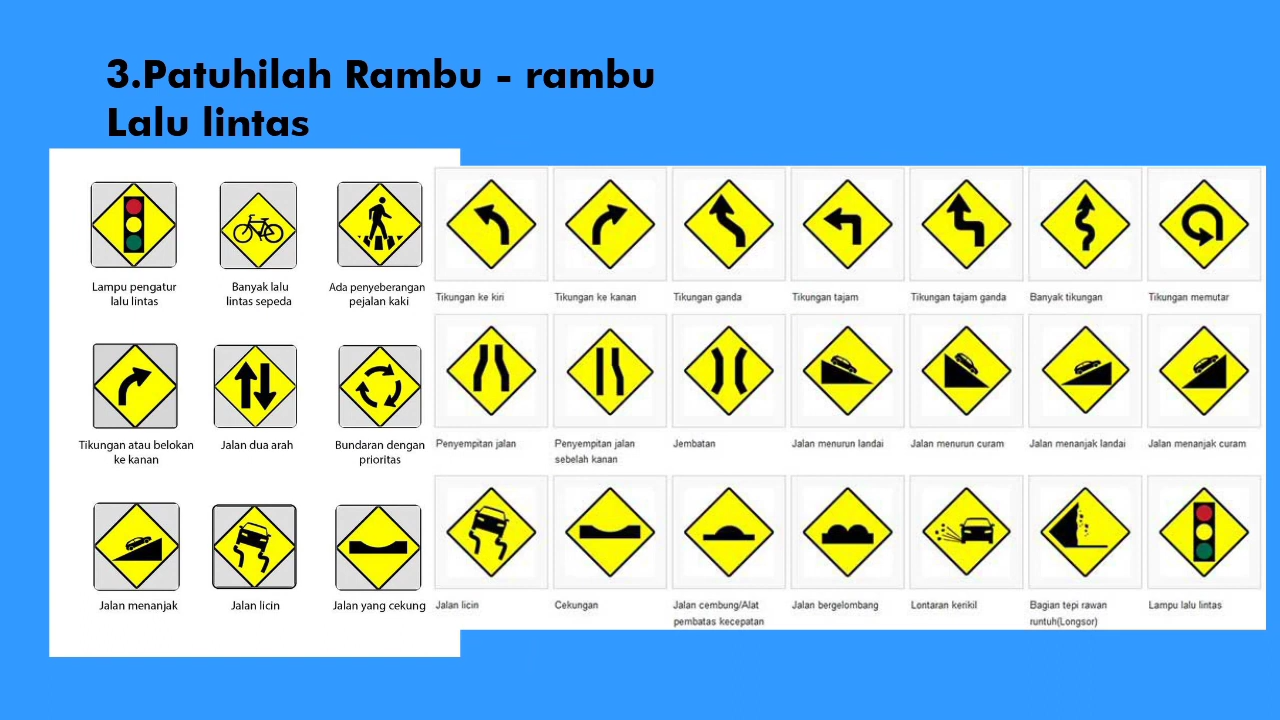 3.Patuhilah Rambu - rambu
Lalu lintas
Lampu pengatur
lalu lintas
Banyak lalu
lintas sepeda
Ada penyeberangan
pejalan kaki
Tikungan atau belokan
ke kanan
Jalan dua arah
Bundaran dengan
prioritas
Jalan menanjak
Jalan licin
Jalan yang cekung
Tikungan ke kiri
Tikungan ke kanan
Tikungan ganda
Tikungan tajam
Tikungan tajam ganda
Banyak tikungan
Tikungan memutar
Penyempitan jalan
Penyempitan jalan
sebelah kanan
Jembatan
Jalan menurun landai
Jalan menurun curam
Jalan menanjak landai
Jalan menanjak curam
Jalan licin
Cekungan
Jalan cembung/Alat
pembatas kecepatan
Jalan bergelombang
Lontaran kerikil
Bagian tepi rawan
runtuh(Longsor)
Lampu lalu lintas